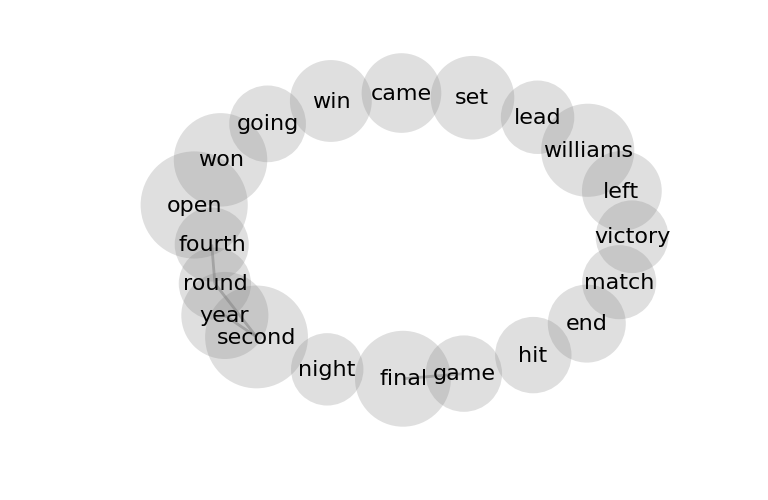 came
set
win
lead
going
williams
won
left
open
victory
fourth
match
round
year
end
second
hit
night
game
final